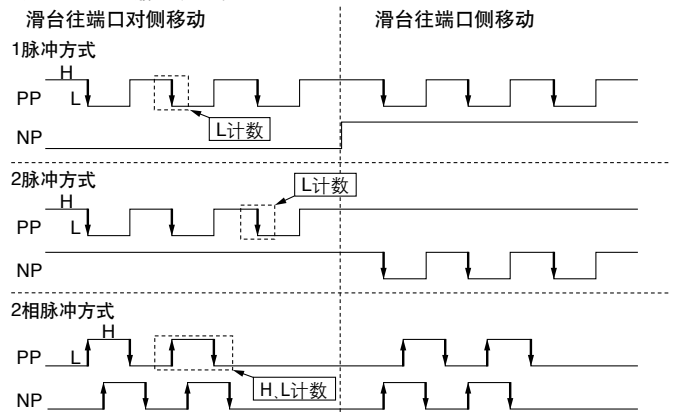 滑台往端口对侧移动 滑台往端口侧移动
1脉冲方式
H
PP L
L计数
NP
2脉冲方式
L计数
H
PP L
NP
2相脉冲方式
H
PP L
H、L计数
NP